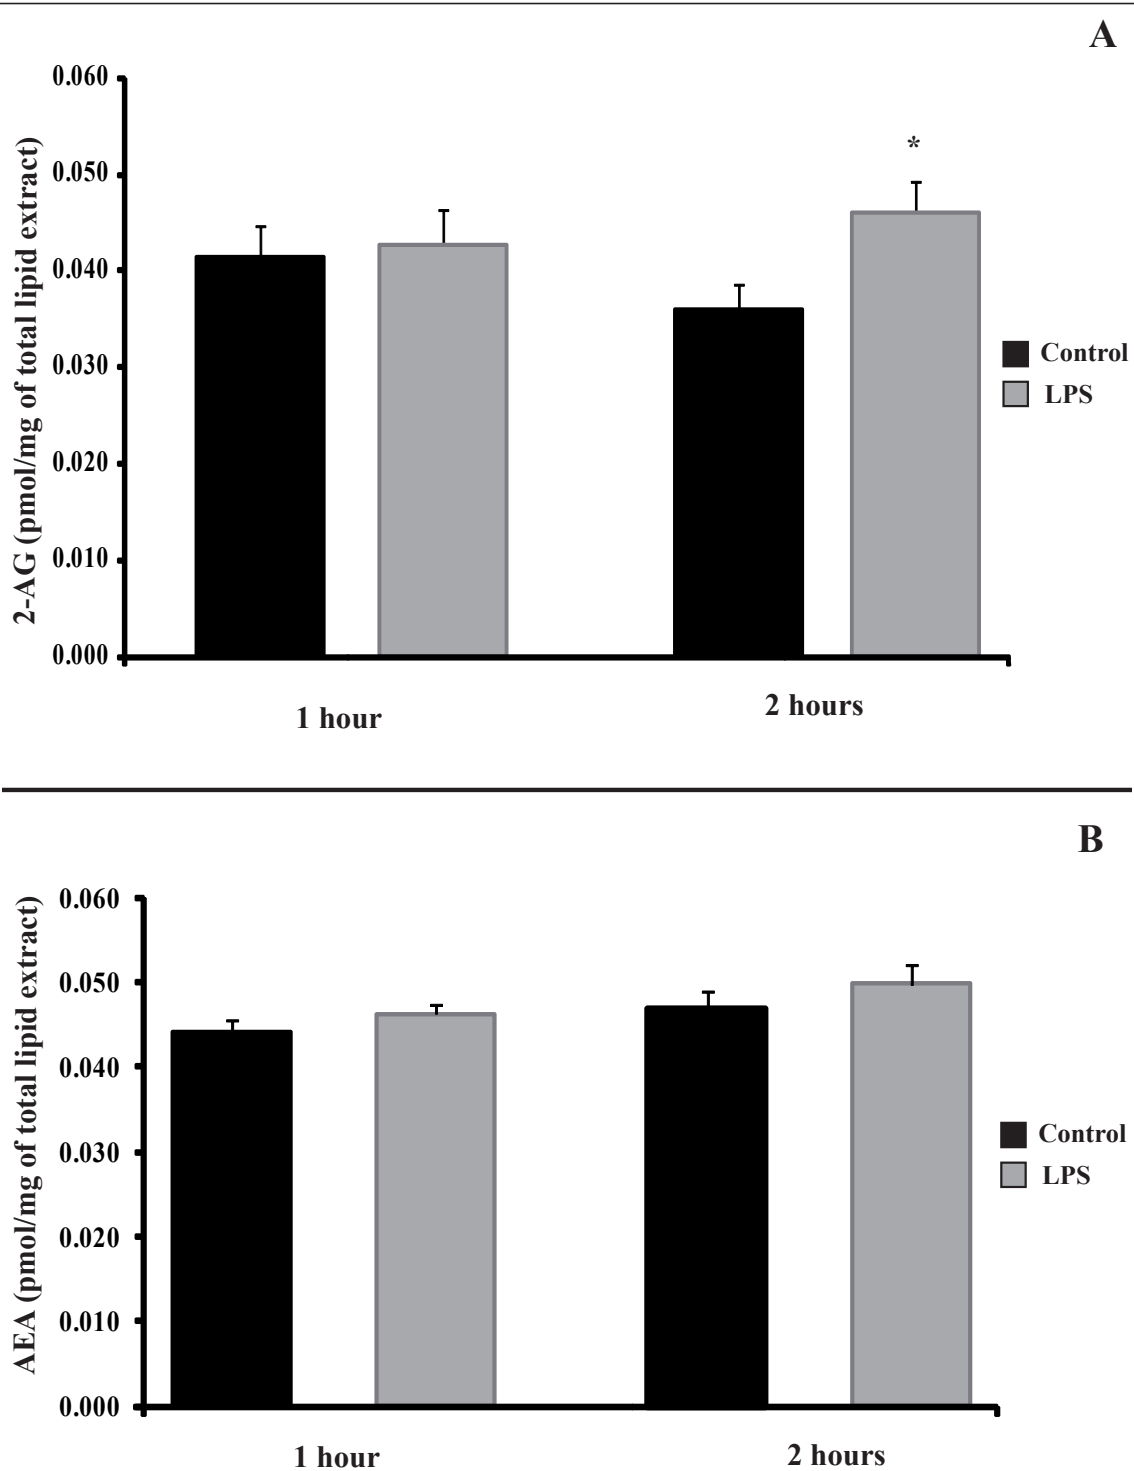 A
0.060
0.050
0.040
0.030
0.020
0.010
0.000
2-AG (pmol/mg of total lipid extract)
*
Control
LPS
1 hour
2 hours
B
0.060
0.050
0.040
0.030
0.020
0.010
0.000
AEA (pmol/mg of total lipid extract)
Control
LPS
1 hour
2 hours